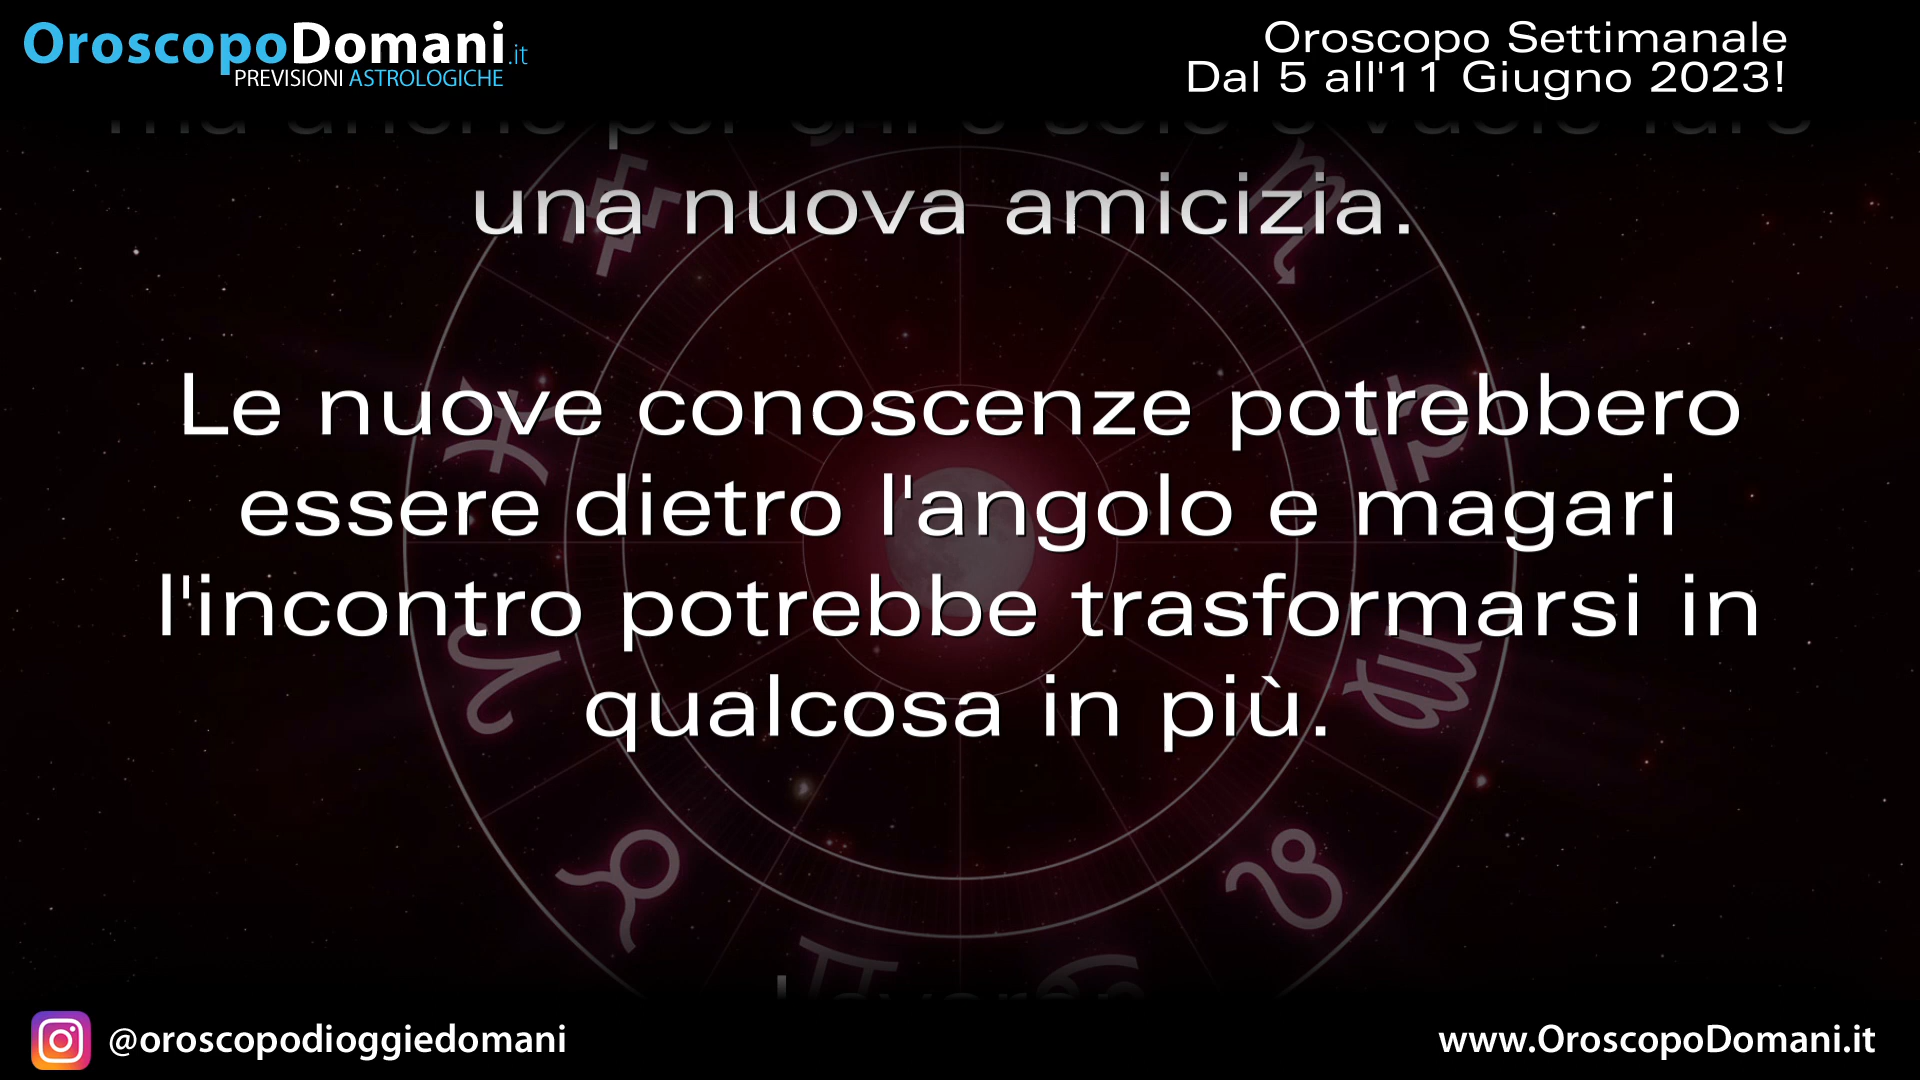 OroscopoDomani.it
PREVISIONI ASTROLOGICHE
Oroscopo Settimanale
Dal 5 all'11 Giugno 2023!
una nuova amicizia.
Le nuove conoscenze potrebbero
essere dietro l'angolo e magari
l'incontro potrebbe trasformarsi in
qualcosa in più.
@oroscopodioggiedomani
www.OroscopoDomani.it